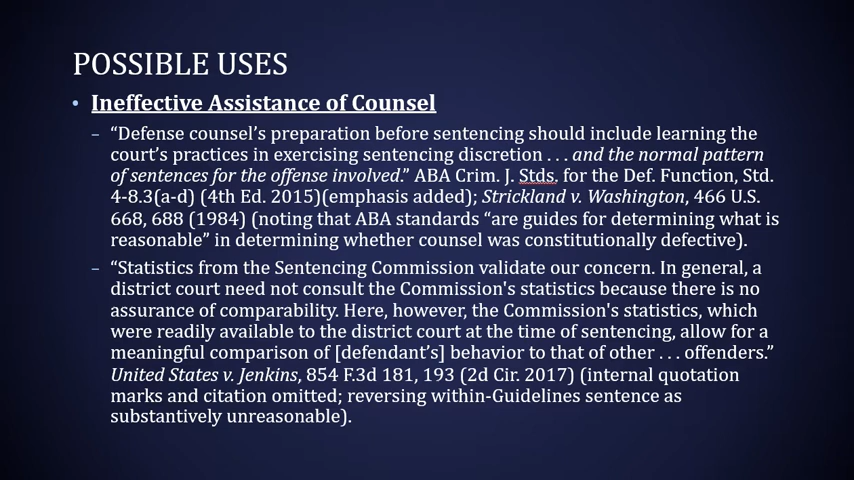 POSSIBLE USES
• Ineffective Assistance of Counsel
– “Defense counsel’s preparation before sentencing should include learning the
court’s practices in exercising sentencing discretion . . . and the normal pattern
of sentences for the offense involved.” ABA Crim. J. Stds. for the Def. Function, Std.
4-8.3(a-d) (4th Ed. 2015)(emphasis added); Strickland v. Washington, 466 U.S.
668, 688 (1984) (noting that ABA standards “are guides for determining what is
reasonable” in determining whether counsel was constitutionally defective).
– “Statistics from the Sentencing Commission validate our concern. In general, a
district court need not consult the Commission's statistics because there is no
assurance of comparability. Here, however, the Commission's statistics, which
were readily available to the district court at the time of sentencing, allow for a
meaningful comparison of [defendant’s] behavior to that of other . . . offenders.”
United States v. Jenkins, 854 F.3d 181, 193 (2d Cir. 2017) (internal quotation
marks and citation omitted; reversing within-Guidelines sentence as
substantively unreasonable).